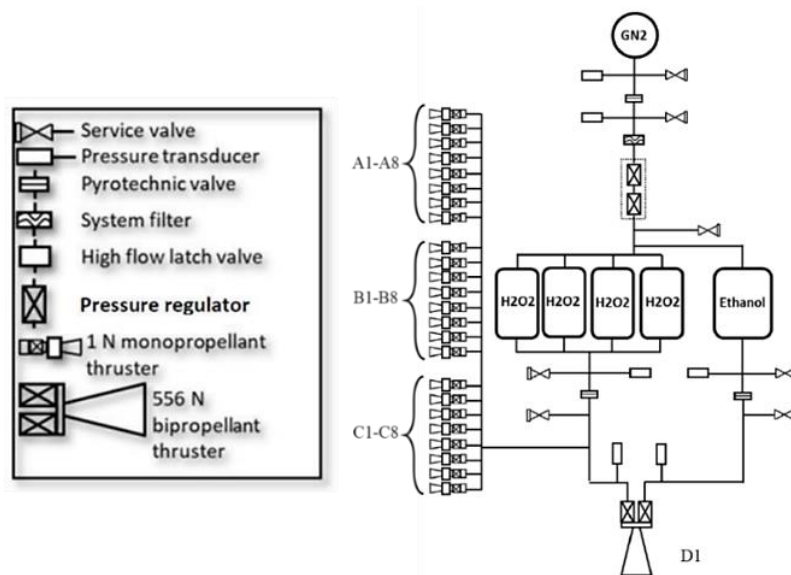 Service valve
Pressure transducer
Pyrotechnic valve
System filter
High flow latch valve
Pressure regulator
1 N monopropellant
thruster
556 N
bipropellant
thruster
GN2
A1-A8
B1-B8
C1-C8
H2O2
H2O2
H2O2
H2O2
Ethanol
D1